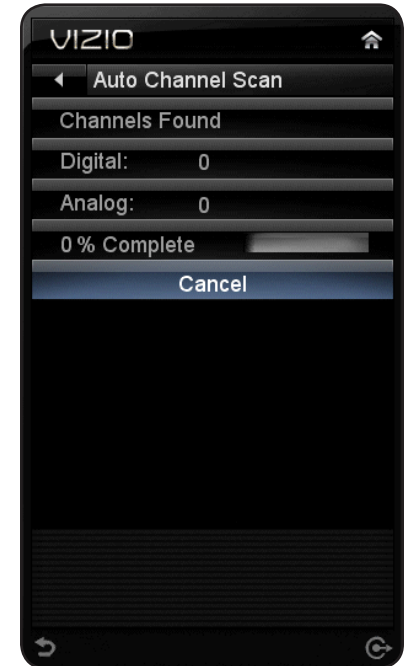 VIZIO
Auto Channel Scan
Channels Found
Digital: 0
Analog: 0
0 % Complete
Cancel